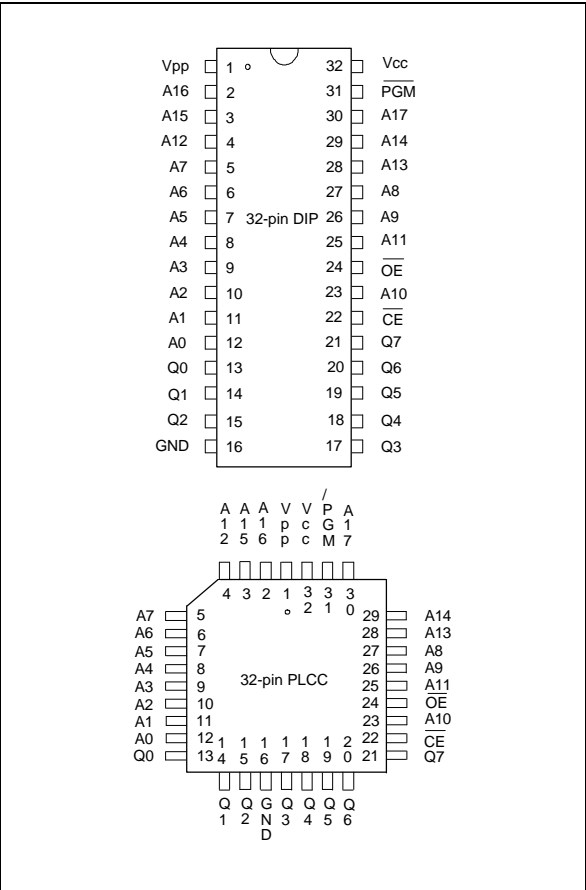 Vpp 1 32 Vcc
A16 2 31 PGM
A15 3 30 A17
A12 4 29 A14
A7 5 28 A13
A6 6 27 A8
A5 7 32-pin DIP 26 A9
A4 8 25 A11
A3 9 24 OE
A2 10 23 A10
A1 11 22 CE
A0 12 21 Q7
Q0 13 20 Q6
Q1 14 19 Q5
Q2 15 18 Q4
GND 16 17 Q3
A12 A15 A16 Vpp Vcc /PGM A17
4 3 2 1 32 31 30
A7 5 29 A14
A6 6 28 A13
A5 7 27 A8
A4 8 26 A9
32-pin PLCC
A3 9 25 A11
A2 10 24 OE
A1 11 23 A10
A0 12 22 CE
Q0 13 21 Q7
14 15 16 17 18 19 20
Q1 Q2 GND Q3 Q4 Q5 Q6